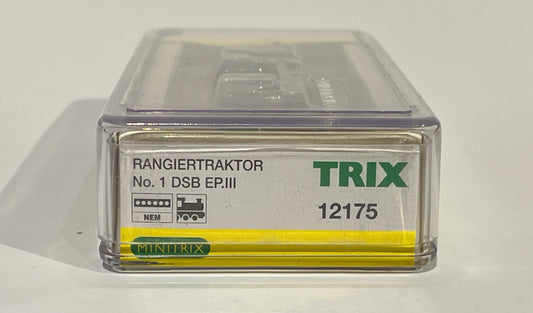 RANGIERTRAKTOR
No. 1 DSB EP.III
TRIX
12175
NEM
MINITRIX